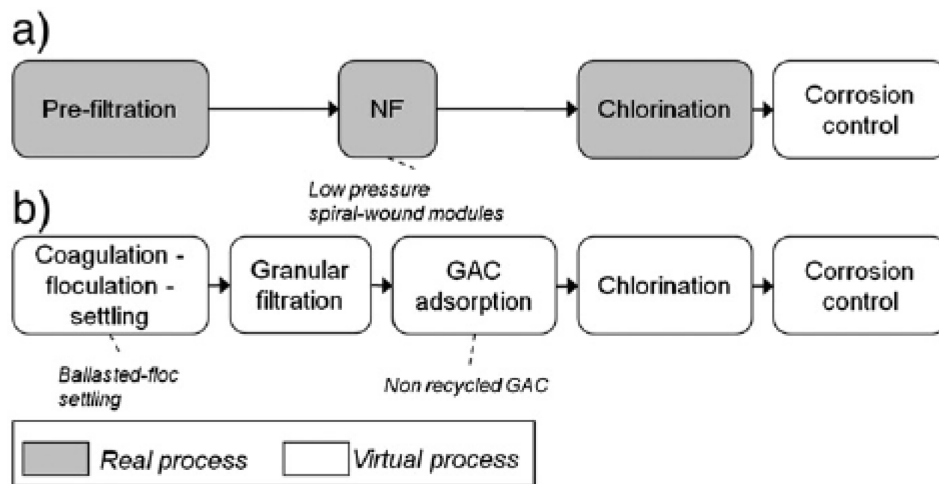 a)
Pre-filtration
NF
Chlorination
Corrosion
control
Low pressure
spiral-wound modules
b)
Coagulation -
floculation -
settling
Granular
filtration
GAC
adsorption
Chlorination
Corrosion
control
Ballasted-floc
settling
Non recycled GAC
Real process
Virtual process